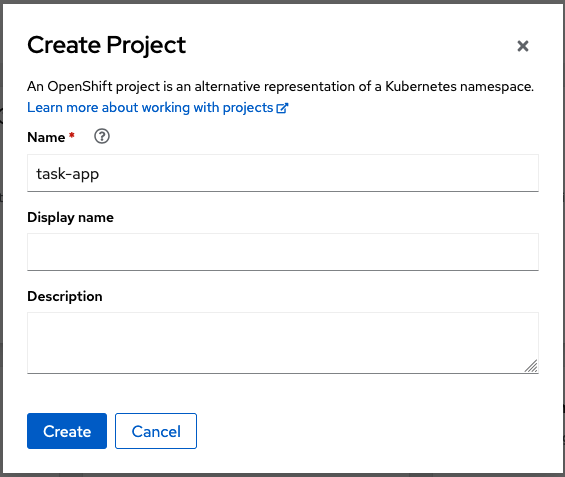 Create Project
An OpenShift project is an alternative representation of a Kubernetes namespace.
Learn more about working with projects
Name *
task-app
Display name
Description
Create
Cancel